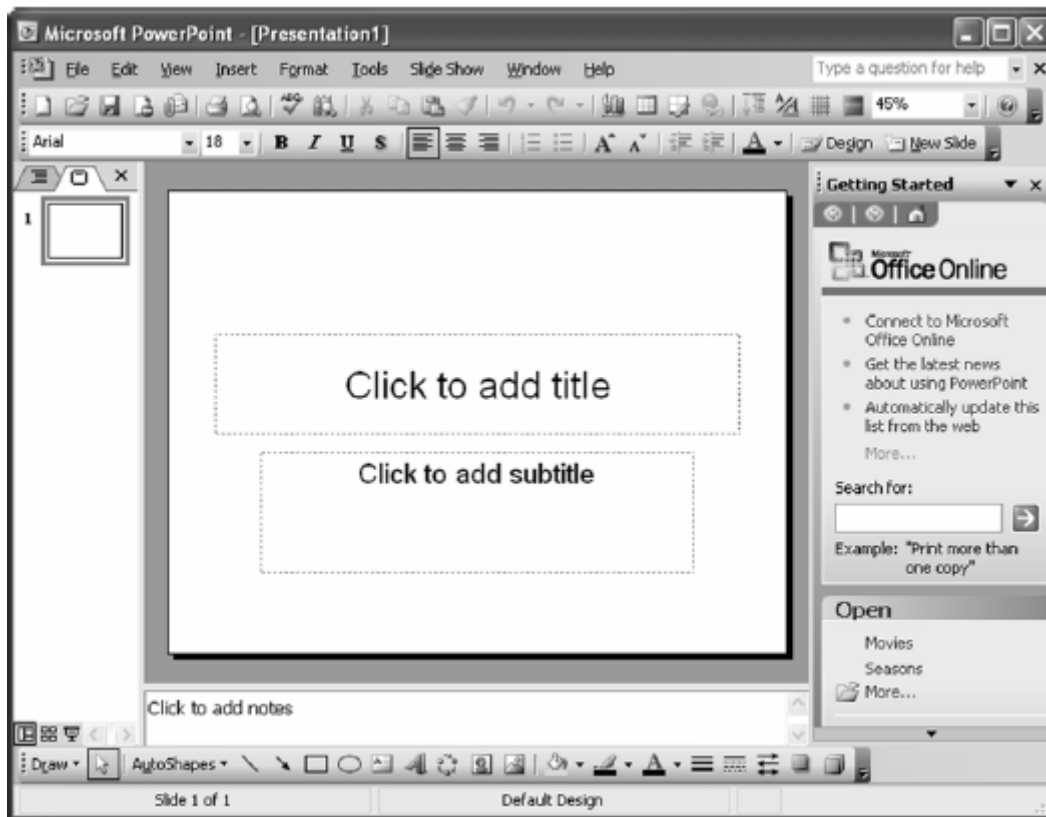 Microsoft PowerPoint - [Presentation1]
File Edit View Insert Format Tools Slide Show Window Help Type a question for help
45%
Arial 18 B I U S A A A Design New Slide
Getting Started
1
Microsoft
Office Online
Connect to Microsoft
Office Online
Get the latest news
about using PowerPoint
Automatically update this
list from the web
More...
Search for:
Example: "Print more than
one copy"
Open
Movies
Seasons
More...
Click to add title
Click to add subtitle
Click to add notes
Draw AutoShapes A A
Slide 1 of 1 Default Design